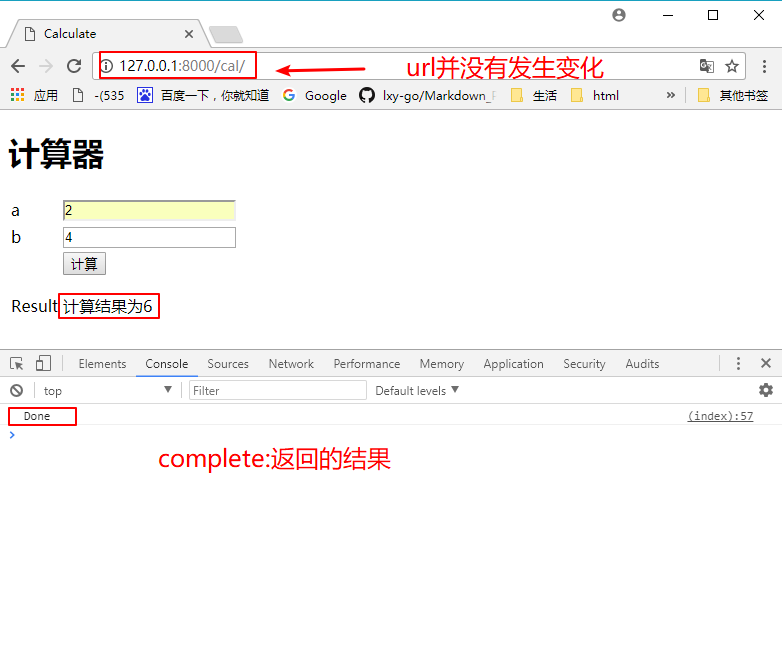 Calculate
127.0.0.1:8000/cal/
url并没有发生变化
应用 -(535 百度一下，你就知道 Google lxy-go/Markdown_ 生活 html » 其他书签
计算器
a 2
b 4
计算
Result 计算结果为6
Elements Console Sources Network Performance Memory Application Security Audits
top Filter Default levels
Done (index):57
complete:返回的结果